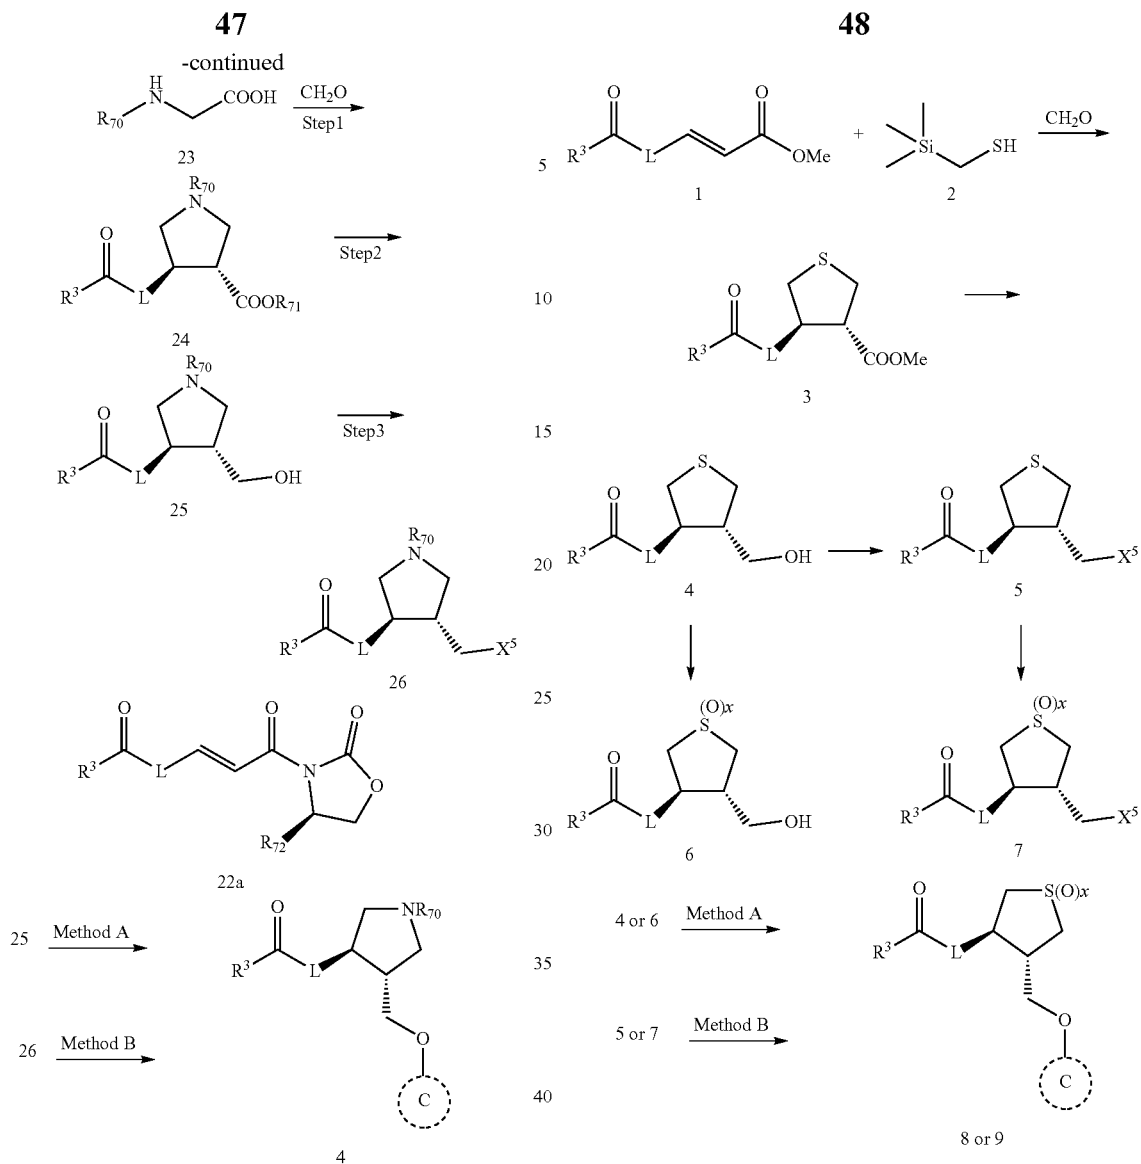 47
-continued
R70 H N COOH CH2O
Step1
23
R70
N
O
R3 L COOR71
Step2
24
R70
N
O
R3 L OH
Step3
25
R70
N
O
R3 L X5
26
O O O
R3 L N O
R72
22a
25 Method A
O NR70
R3 L
26 Method B
O
C
4
48
O O
R3 L OMe + Si SH CH2O
5
1 2
S
O
R3 L COOMe
10
3
15
S S
O O
R3 L OH R3 L X5
20
4 5
25
(O)x (O)x
S S
O O
R3 L OH R3 L X5
30
6 7
4 or 6 Method A
O S(O)x
R3 L
35
5 or 7 Method B
O
C
40
8 or 9